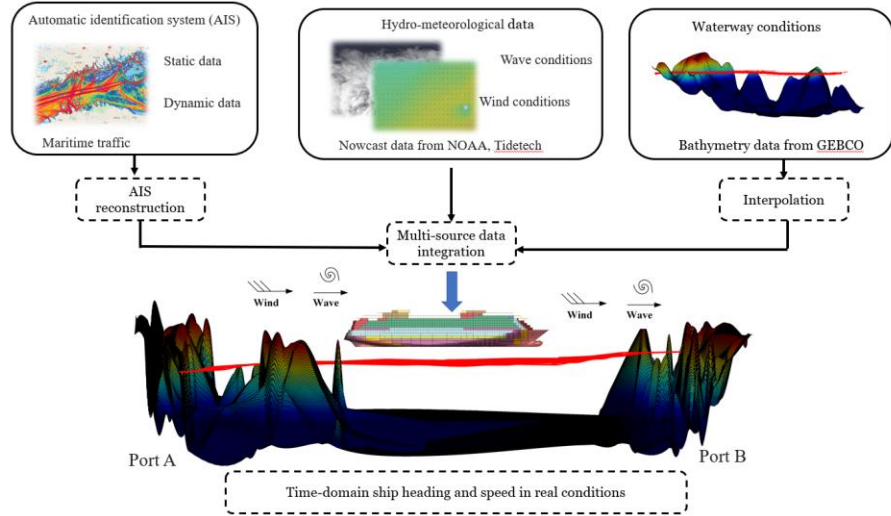 Automatic identification system (AIS)
Static data
Dynamic data
Maritime traffic
Hydro-meteorological data
Wave conditions
Wind conditions
Nowcast data from NOAA, Tidetech
Waterway conditions
Bathymetry data from GEBCO
AIS
reconstruction
Interpolation
Multi-source data
integration
Wind
Wave
Wind
Wave
Port A
Port B
Time-domain ship heading and speed in real conditions